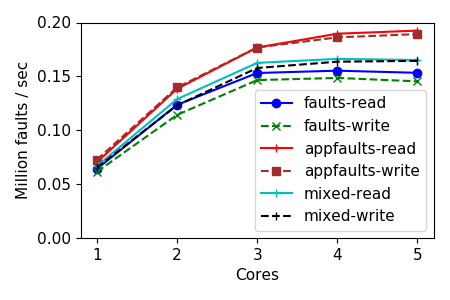 0.20
0.15
0.10
0.05
0.00
Million faults / sec
1 2 3 4 5
Cores
faults-read
faults-write
appfaults-read
appfaults-write
mixed-read
mixed-write